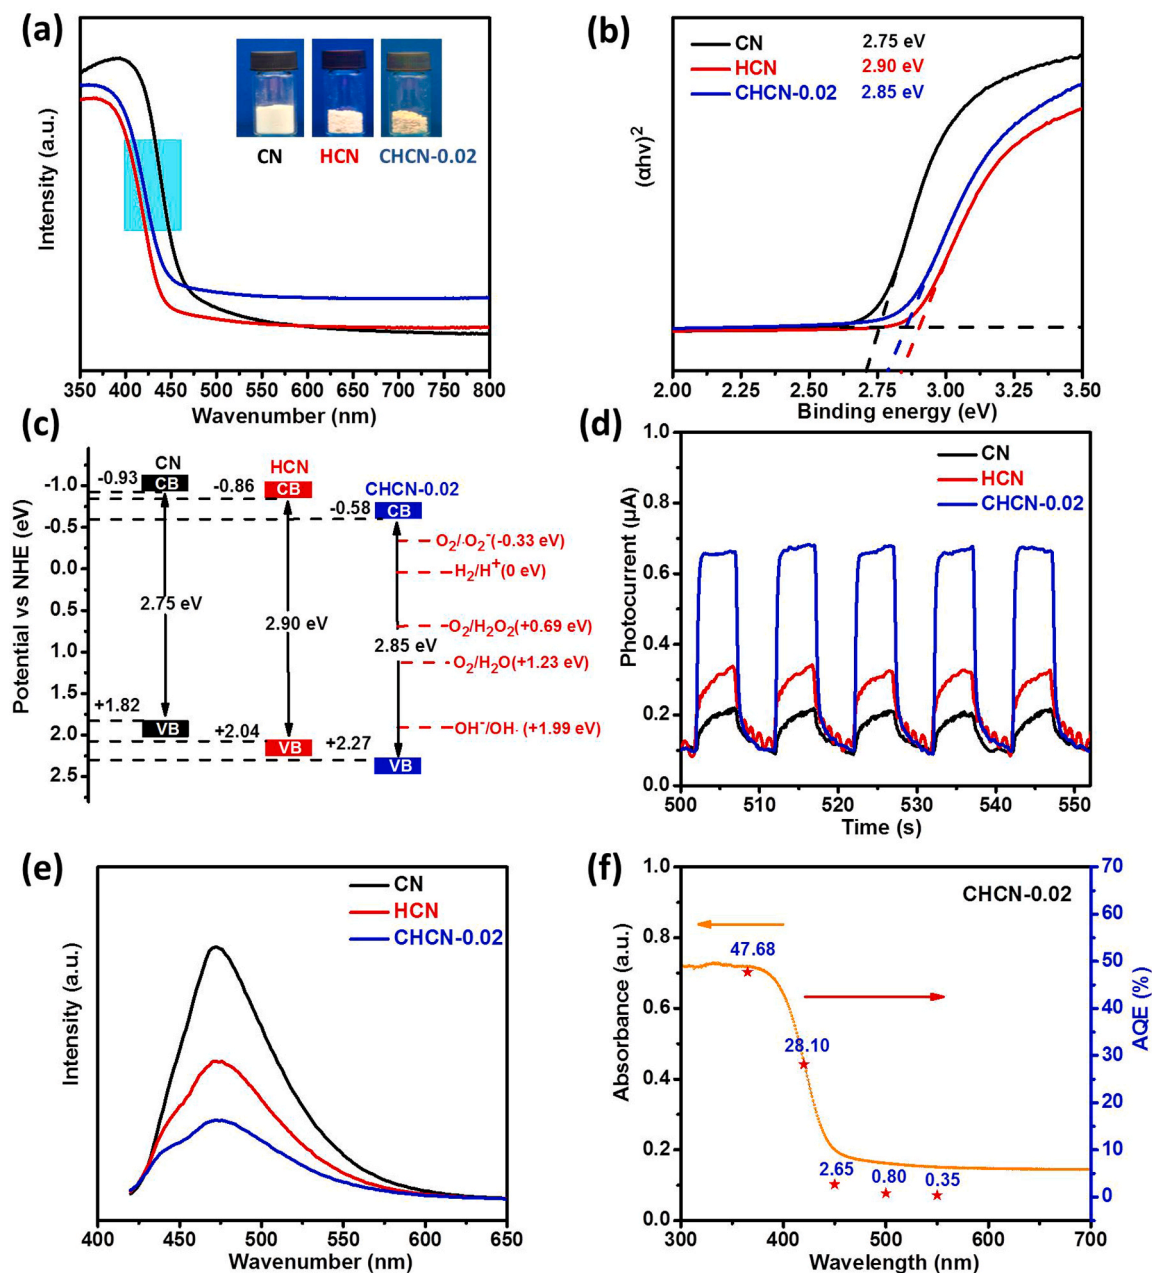 (a)
Intensity (a.u.)
CN HCN CHCN-0.02
350 400 450 500 550 600 650 700 750 800
Wavenumber (nm)
(b)
(αhν)²
CN 2.75 eV
HCN 2.90 eV
CHCN-0.02 2.85 eV
2.00 2.25 2.50 2.75 3.00 3.25 3.50
Binding energy (eV)
(c)
Potential vs NHE (eV)
-1.0
-0.5
0.0
0.5
1.0
1.5
2.0
2.5
CN HCN CHCN-0.02
-0.93 CB -0.86 CB -0.58 CB
O₂/·O₂⁻(-0.33 eV)
H₂/H⁺(0 eV)
2.75 eV 2.90 eV 2.85 eV
O₂/H₂O₂(+0.69 eV)
O₂/H₂O(+1.23 eV)
OH⁻/OH· (+1.99 eV)
+1.82 VB +2.04 VB +2.27 VB
(d)
Photocurrent (μA)
1.0
0.8
0.6
0.4
0.2
0.0
CN
HCN
CHCN-0.02
500 510 520 530 540 550
Time (s)
(e)
Intensity (a.u.)
CN
HCN
CHCN-0.02
400 450 500 550 600 650
Wavenumber (nm)
(f)
Absorbance (a.u.)
1.0
0.8
0.6
0.4
0.2
0.0
CHCN-0.02
47.68
28.10
2.65 0.80 0.35
70
60
50
40
30
20
10
0
AQE (%)
300 400 500 600 700
Wavelength (nm)